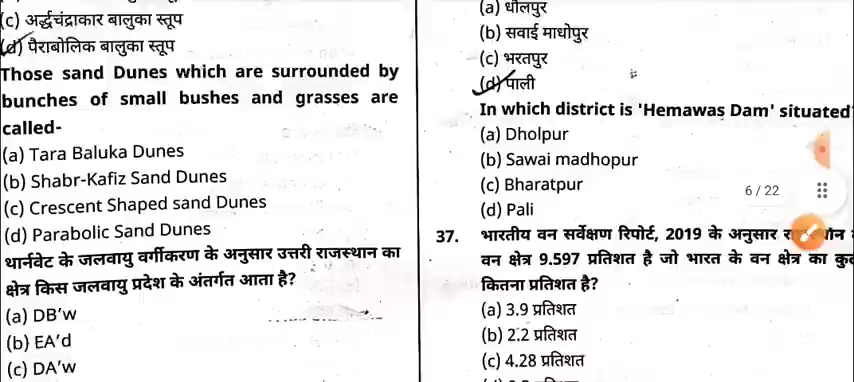 (c) अर्द्धचंद्राकार बालुका स्तूप
(d) पैराबोलिक बालुका स्तूप
Those sand Dunes which are surrounded by
bunches of small bushes and grasses are
called-
(a) Tara Baluka Dunes
(b) Shabr-Kafiz Sand Dunes
(c) Crescent Shaped sand Dunes
(d) Parabolic Sand Dunes
थार्नवेट के जलवायु वर्गीकरण के अनुसार उत्तरी राजस्थान का
क्षेत्र किस जलवायु प्रदेश के अंतर्गत आता है?
(a) DB'w
(b) EA'd
(c) DA'w
(a) धौलपुर
(b) सवाई माधोपुर
(c) भरतपुर
(d) पाली
In which district is 'Hemawas Dam' situated
(a) Dholpur
(b) Sawai madhopur
(c) Bharatpur
(d) Pali
6 / 22
37. भारतीय वन सर्वेक्षण रिपोर्ट, 2019 के अनुसार
वन क्षेत्र 9.597 प्रतिशत है जो भारत के वन क्षेत्र का
कितना प्रतिशत है?
(a) 3.9 प्रतिशत
(b) 2.2 प्रतिशत
(c) 4.28 प्रतिशत